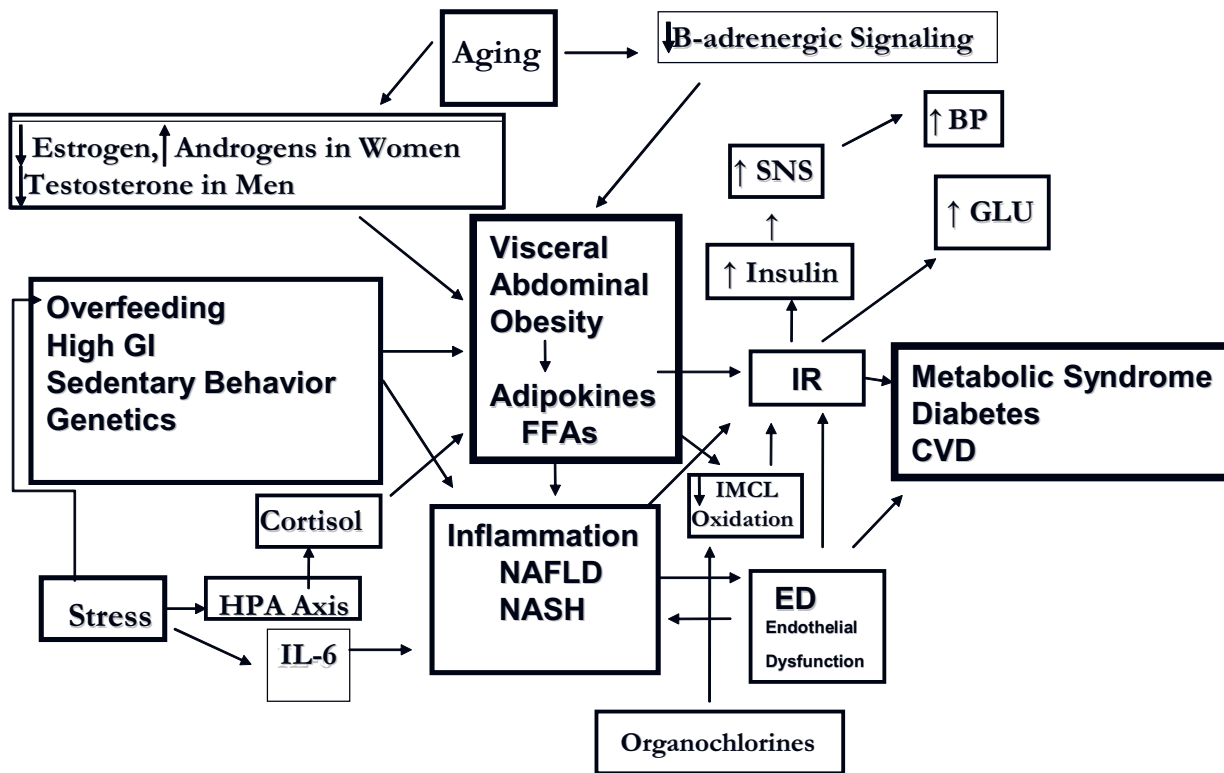 Aging
↓B-adrenergic Signaling
↓Estrogen,↑Androgens in Women
↓Testosterone in Men
↑ BP
↑ SNS
↑ GLU
↑ Insulin
Visceral
Abdominal
Obesity
Adipokines
FFAs
Overfeeding
High GI
Sedentary Behavior
Genetics
IR
Metabolic Syndrome
Diabetes
CVD
↓ IMCL
Oxidation
Cortisol
Inflammation
NAFLD
NASH
Stress
HPA Axis
IL-6
ED
Endothelial
Dysfunction
Organochlorines